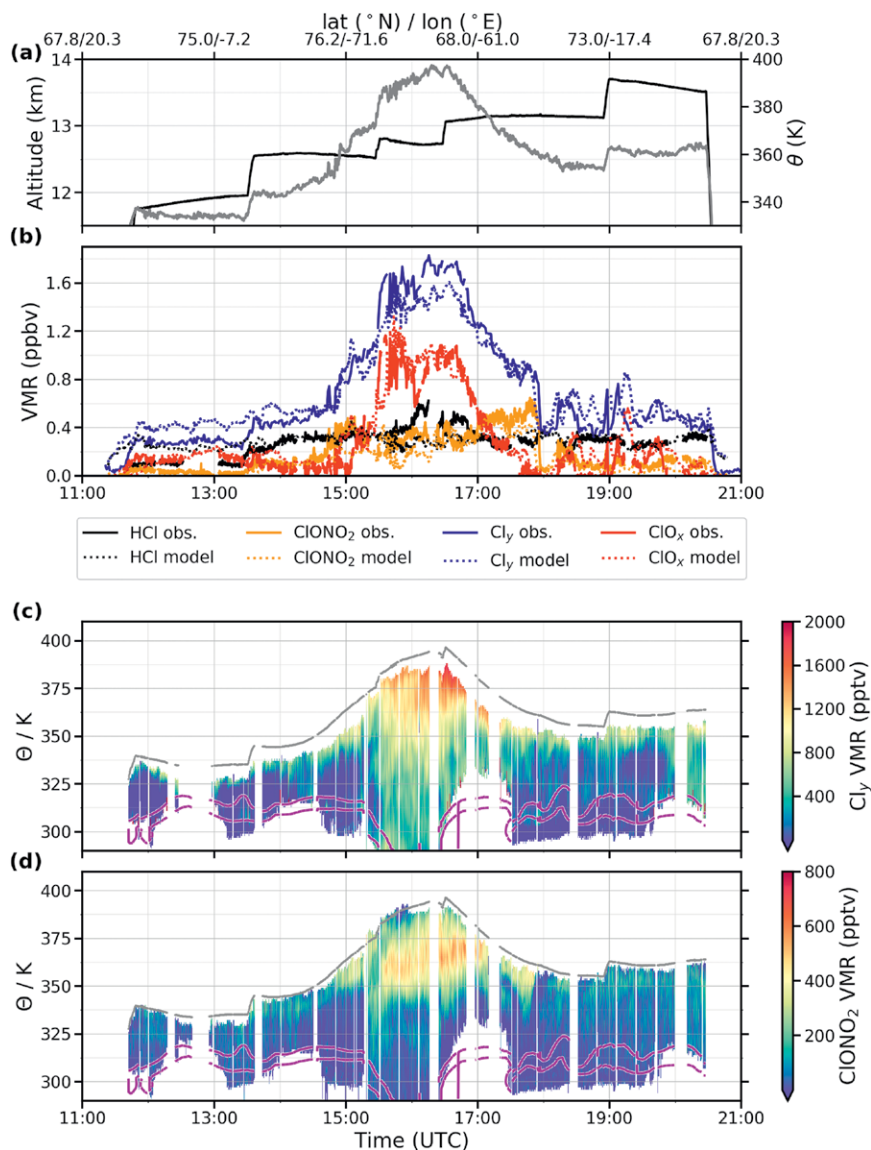 lat (°N) / lon (°E)
67.8/20.3 75.0/-7.2 76.2/-71.6 68.0/-61.0 73.0/-17.4 67.8/20.3
(a)
14
13
12
Altitude (km)
400
380
360
340
θ (K)
(b)
1.6
1.2
0.8
0.4
0.0
VMR (ppbv)
11:00 13:00 15:00 17:00 19:00 21:00
HCl obs. ClONO₂ obs. Clᵧ obs. ClOₓ obs.
HCl model ClONO₂ model Clᵧ model ClOₓ model
(c)
400
375
350
325
300
Θ / K
2000
1600
1200
800
400
Clᵧ VMR (pptv)
(d)
400
375
350
325
300
Θ / K
800
600
400
200
ClONO₂ VMR (pptv)
11:00 13:00 15:00 17:00 19:00 21:00
Time (UTC)